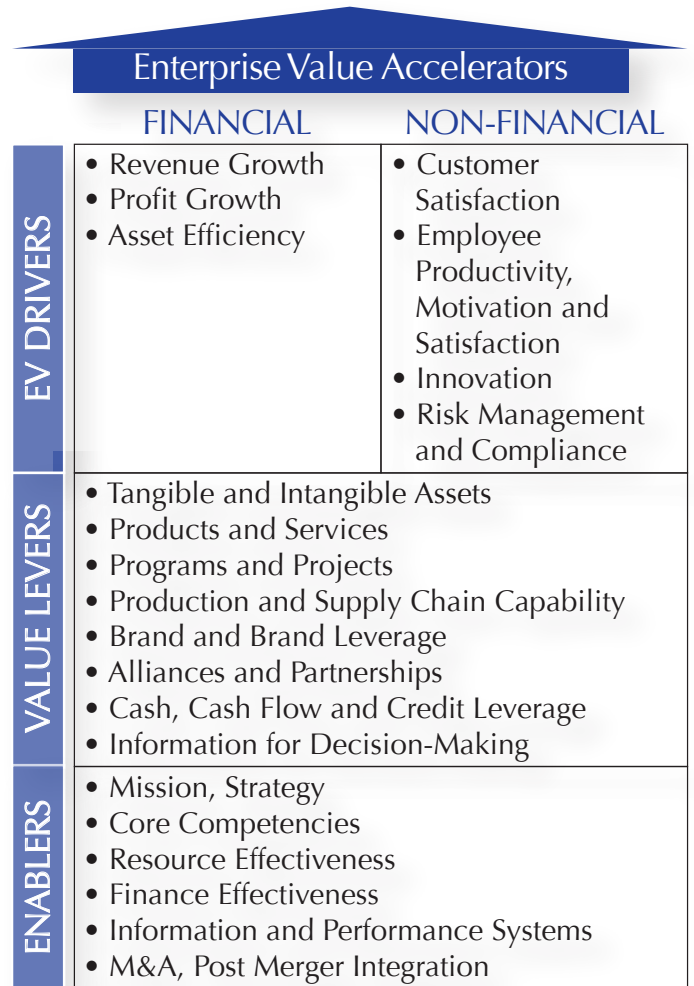 Enterprise Value Accelerators
FINANCIAL
NON-FINANCIAL
EV DRIVERS
• Revenue Growth
• Profit Growth
• Asset Efficiency
• Customer
Satisfaction
• Employee
Productivity,
Motivation and
Satisfaction
• Innovation
• Risk Management
and Compliance
VALUE LEVERS
• Tangible and Intangible Assets
• Products and Services
• Programs and Projects
• Production and Supply Chain Capability
• Brand and Brand Leverage
• Alliances and Partnerships
• Cash, Cash Flow and Credit Leverage
• Information for Decision-Making
ENABLERS
• Mission, Strategy
• Core Competencies
• Resource Effectiveness
• Finance Effectiveness
• Information and Performance Systems
• M&A, Post Merger Integration